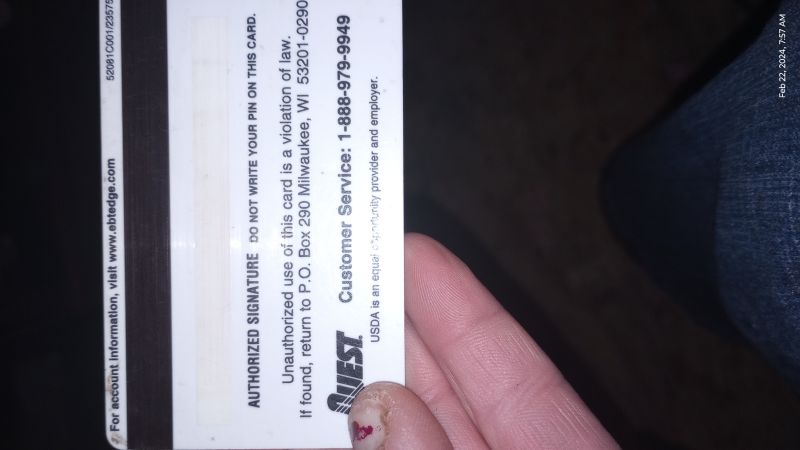 52081C001/23575
For account information, visit www.ebtedge.com
AUTHORIZED SIGNATURE DO NOT WRITE YOUR PIN ON THIS CARD.
Unauthorized use of this card is a violation of law.
If found, return to P.O. Box 290 Milwaukee, WI 53201-0290
QUEST
Customer Service: 1-888-979-9949
USDA is an equal opportunity provider and employer.
Feb 22, 2024, 7:57 AM